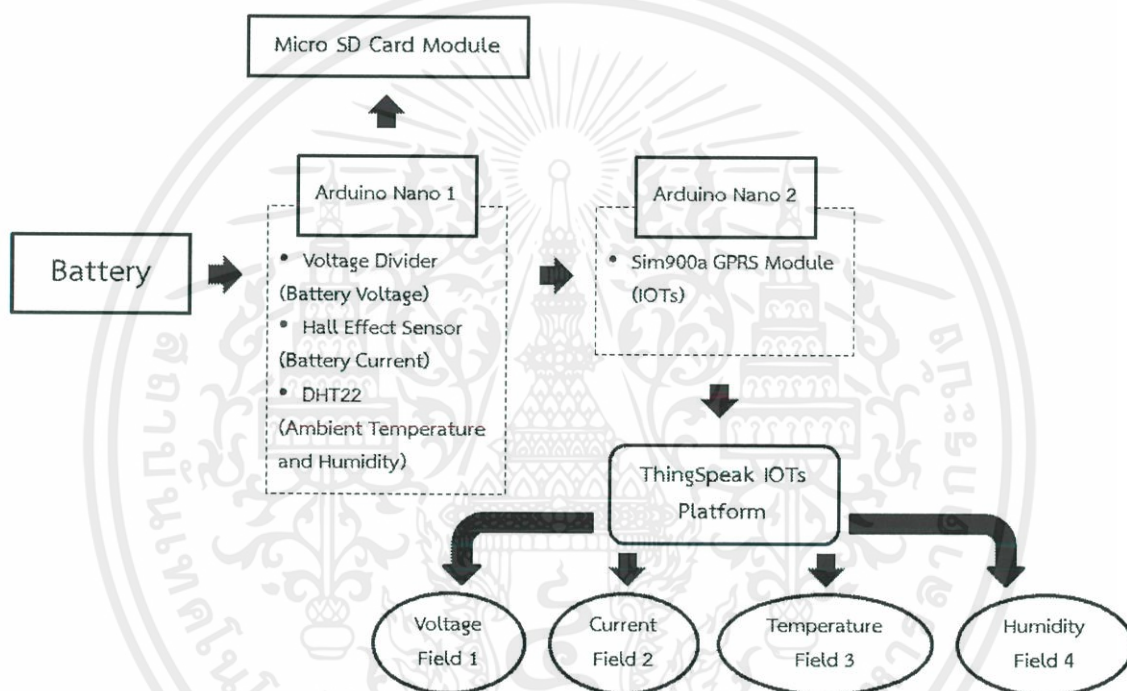 Micro SD Card Module
Arduino Nano 1
Arduino Nano 2
Battery
• Voltage Divider
(Battery Voltage)
• Hall Effect Sensor
(Battery Current)
• DHT22
(Ambient Temperature
and Humidity)
• Sim900a GPRS Module
(IOTs)
ThingSpeak IOTs
Platform
Voltage
Field 1
Current
Field 2
Temperature
Field 3
Humidity
Field 4